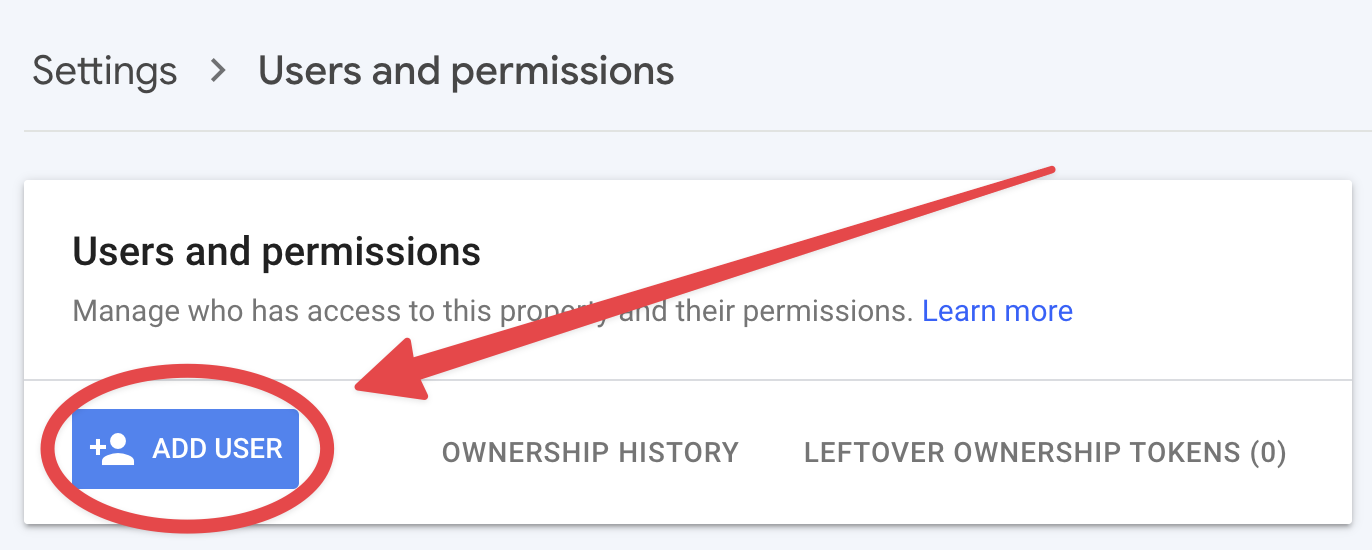 Settings > Users and permissions
Users and permissions
Manage who has access to this property and their permissions. Learn more
ADD USER
OWNERSHIP HISTORY
LEFTOVER OWNERSHIP TOKENS (0)